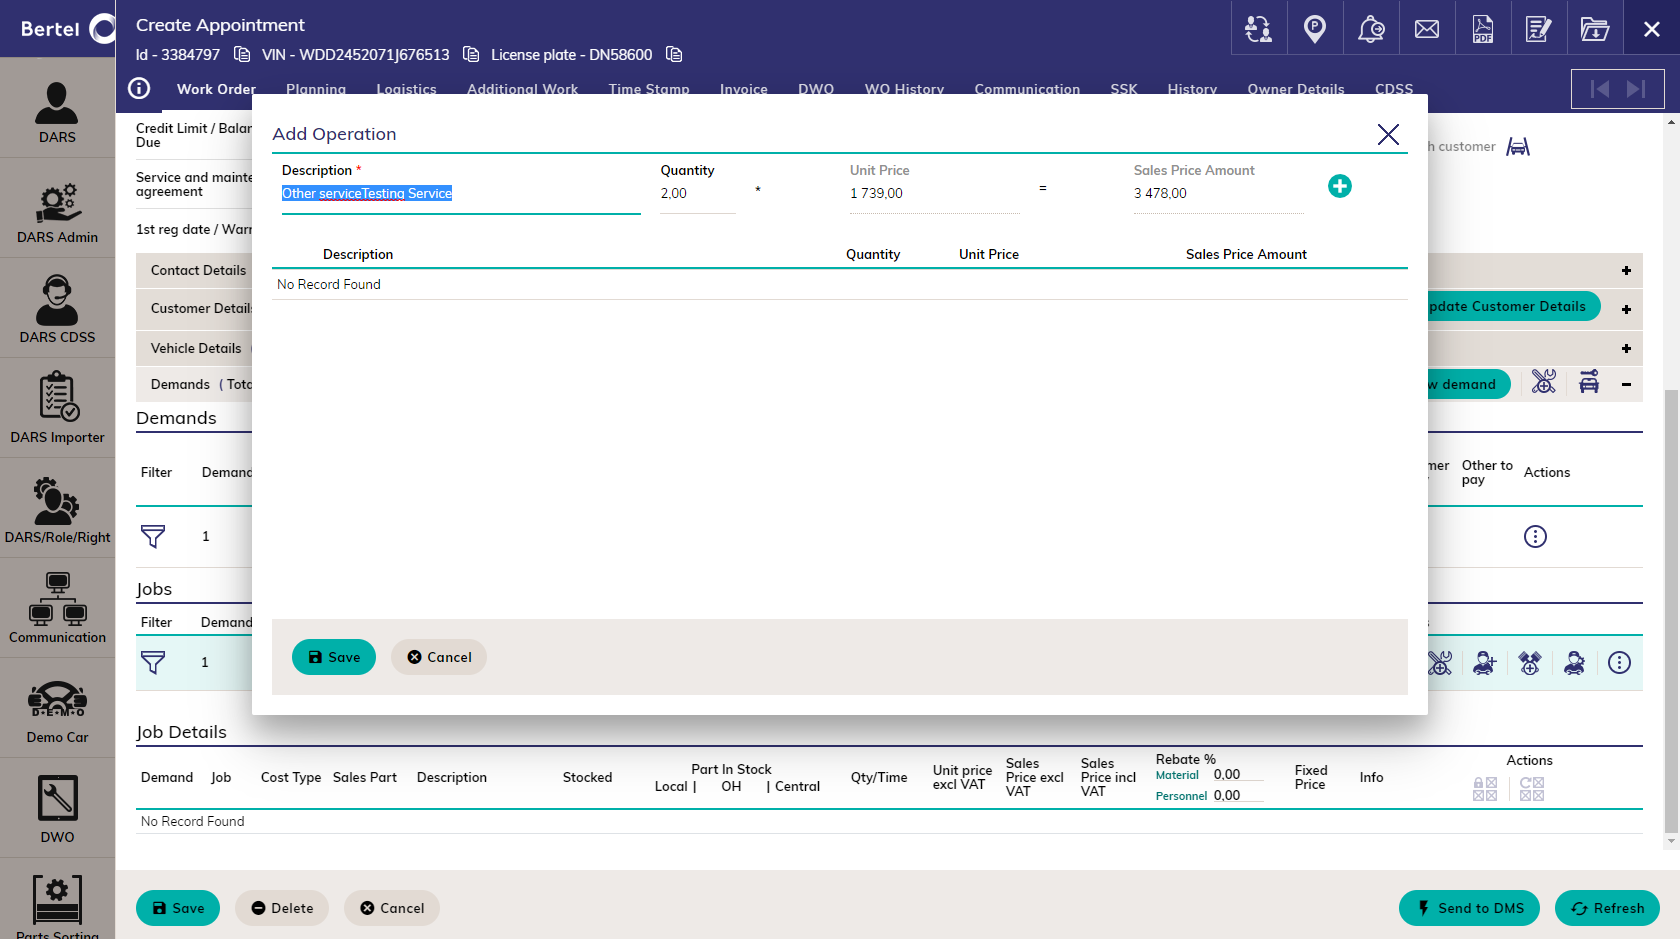 Bertel
Create Appointment
Id - 3384797 VIN - WDD2452071J676513 License plate - DN58600
PDF
Work Order Planning Logistics Additional Work Time Stamp Invoice DWO WO History Communication SSK History Owner Details CDSS
DARS
DARS Admin
DARS CDSS
DARS Importer
DARS/Role/Right
Communication
D•E•M•O
Demo Car
DWO
Parts Sorting
Credit Limit / Balan
Due
h customer
Service and mainte
agreement
1st reg date / Warr
Contact Details
Customer Details
pdate Customer Details
Vehicle Details (
Demands ( Tota
w demand
Add Operation
Description * Quantity Unit Price Sales Price Amount
Other serviceTesting Service 2,00 * 1 739,00 = 3 478,00
Description Quantity Unit Price Sales Price Amount
No Record Found
Save Cancel
Demands
Filter Demand mer Other to pay Actions
1
Jobs
Filter Demand s
1
Job Details
Demand Job Cost Type Sales Part Description Stocked Part In Stock Local | OH | Central Qty/Time Unit price excl VAT Sales Price excl VAT Sales Price incl VAT Rebate % Material 0,00 Personnel 0,00 Fixed Price Info Actions
No Record Found
Save Delete Cancel Send to DMS Refresh